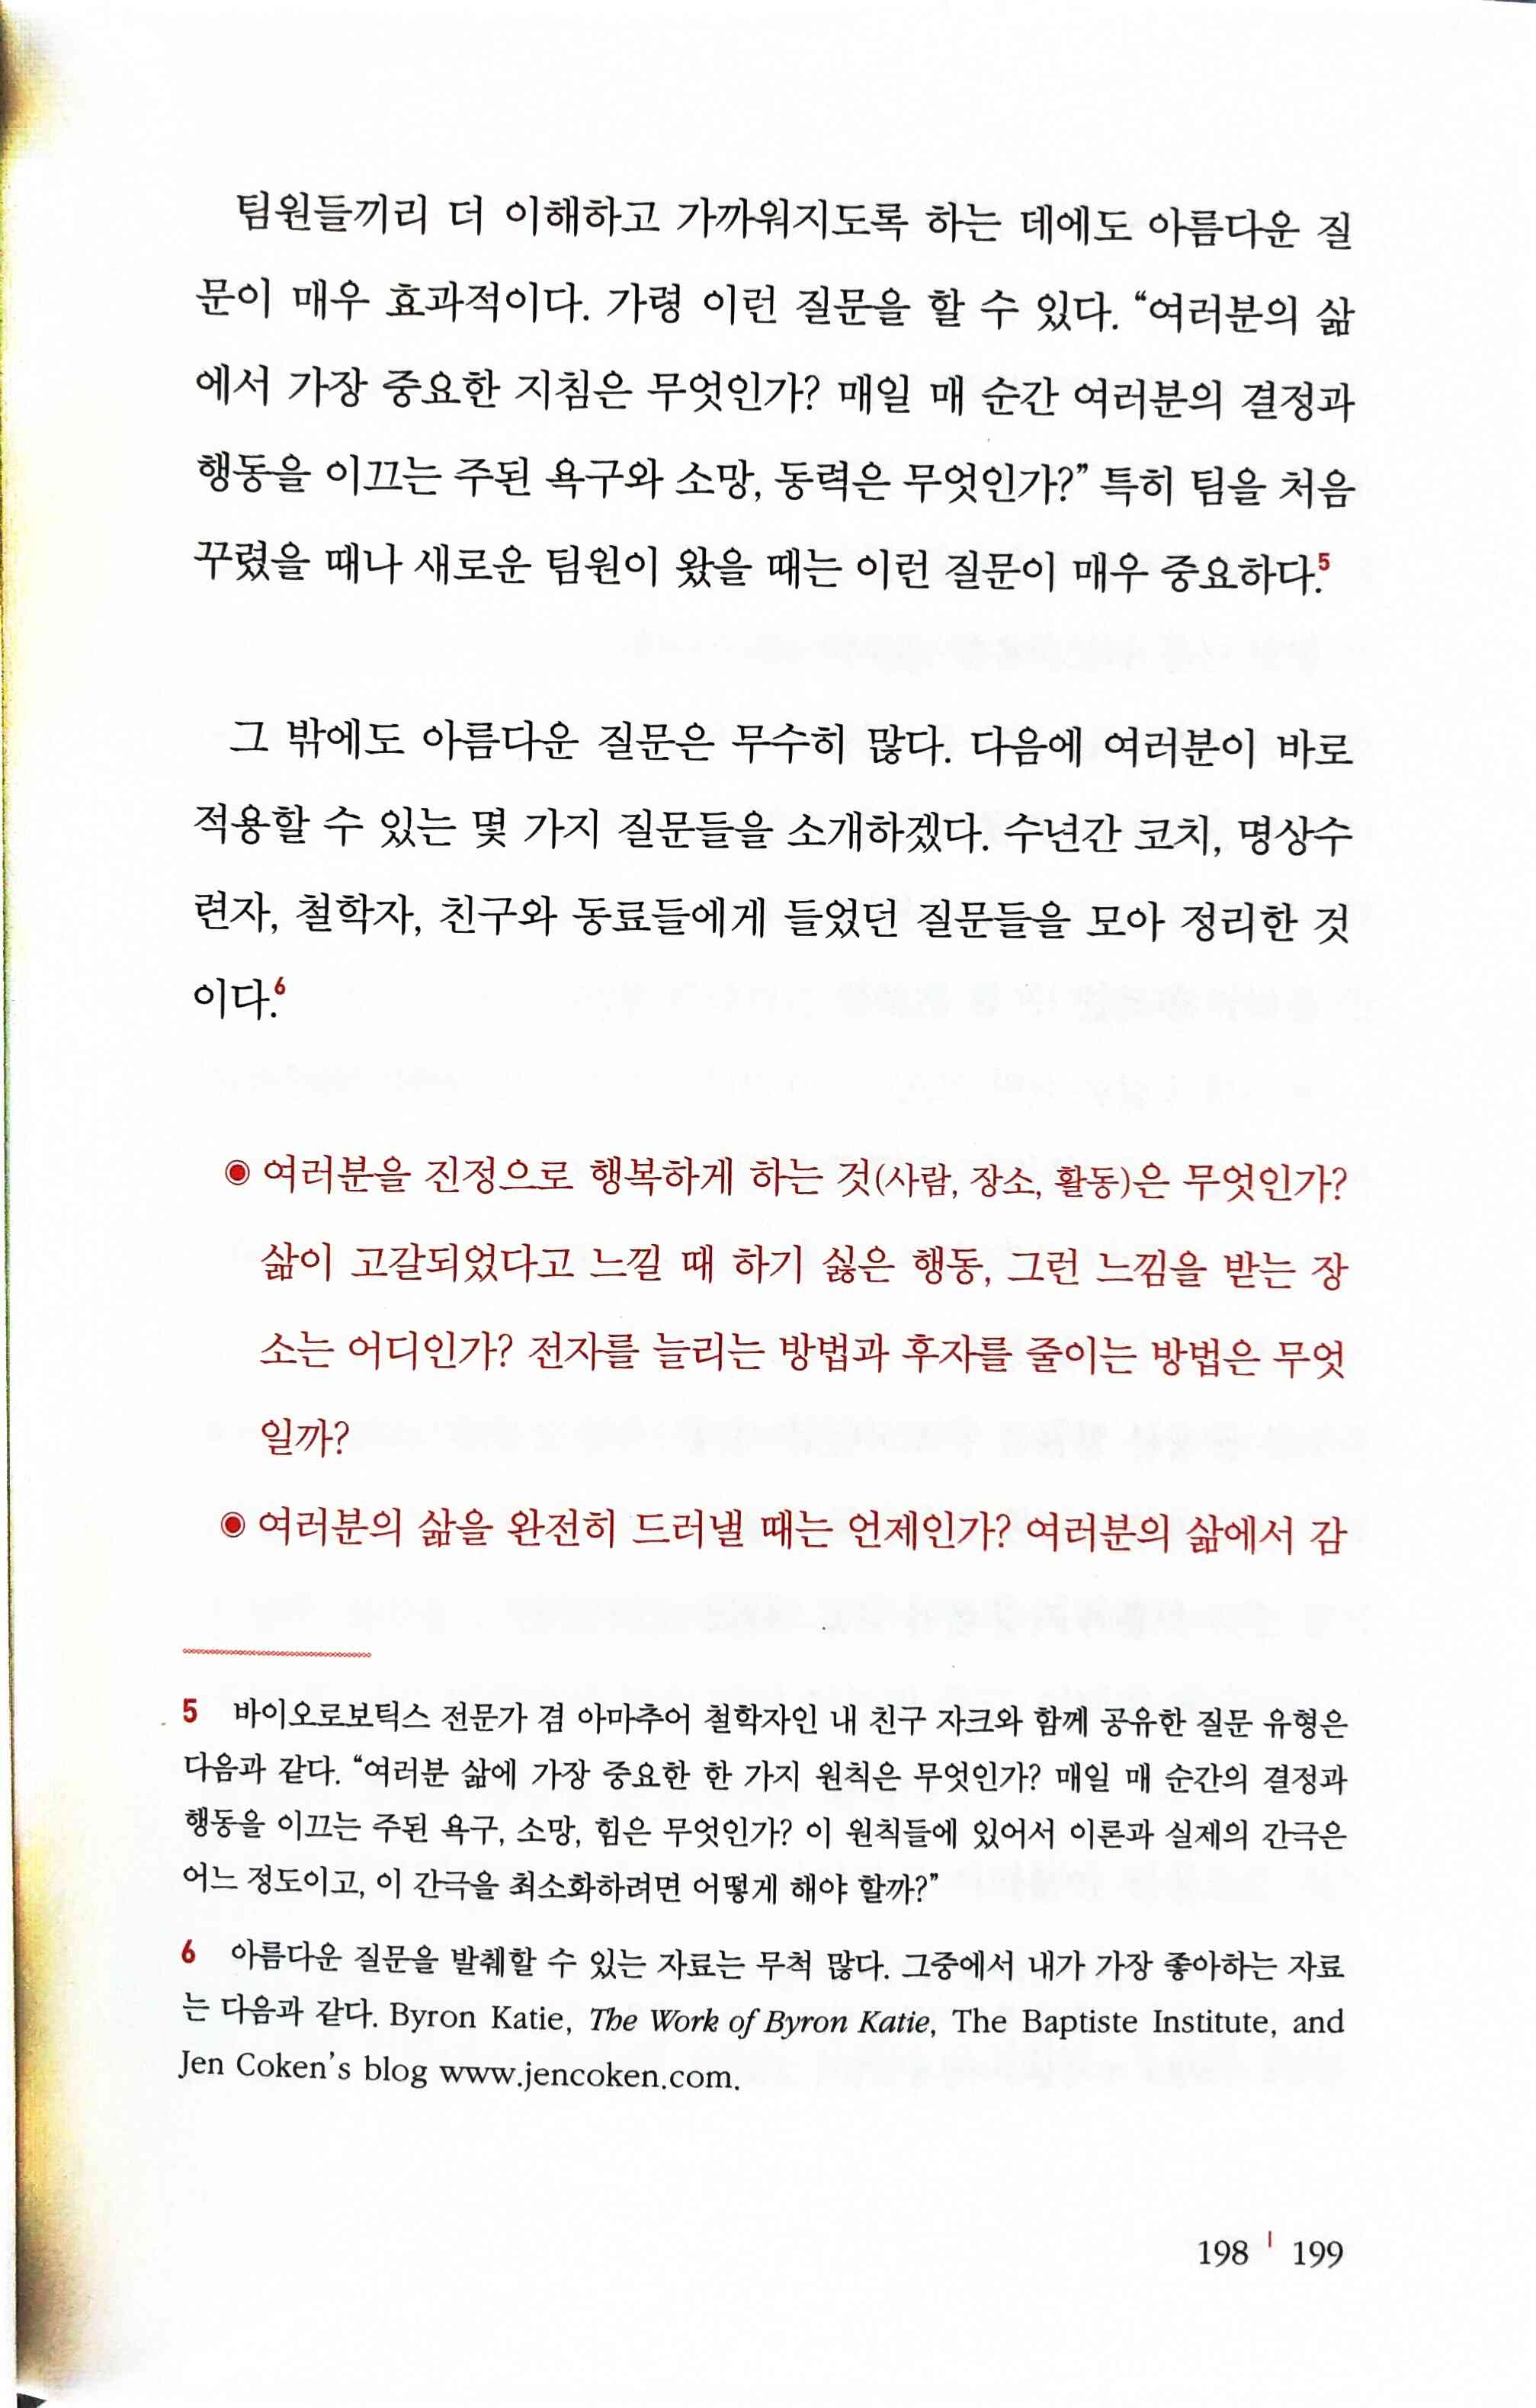 팀원들끼리 더 이해하고 가까워지도록 하는 데에도 아름다운 질
문이 매우 효과적이다. 가령 이런 질문을 할 수 있다. “여러분의 삶
에서 가장 중요한 지침은 무엇인가? 매일 매 순간 여러분의 결정과
행동을 이끄는 주된 욕구와 소망, 동력은 무엇인가?” 특히 팀을 처음
꾸렸을 때나 새로운 팀원이 왔을 때는 이런 질문이 매우 중요하다.5
그 밖에도 아름다운 질문은 무수히 많다. 다음에 여러분이 바로
적용할 수 있는 몇 가지 질문들을 소개하겠다. 수년간 코치, 명상수
련자, 철학자, 친구와 동료들에게 들었던 질문들을 모아 정리한 것
이다.6
◉ 여러분을 진정으로 행복하게 하는 것(사람, 장소, 활동)은 무엇인가?
삶이 고갈되었다고 느낄 때 하기 싫은 행동, 그런 느낌을 받는 장
소는 어디인가? 전자를 늘리는 방법과 후자를 줄이는 방법은 무엇
일까?
◉ 여러분의 삶을 완전히 드러낼 때는 언제인가? 여러분의 삶에서 감
5 바이오로보틱스 전문가 겸 아마추어 철학자인 내 친구 자크와 함께 공유한 질문 유형은
다음과 같다. “여러분 삶에 가장 중요한 한 가지 원칙은 무엇인가? 매일 매 순간의 결정과
행동을 이끄는 주된 욕구, 소망, 힘은 무엇인가? 이 원칙들에 있어서 이론과 실제의 간극은
어느 정도이고, 이 간극을 최소화하려면 어떻게 해야 할까?”
6 아름다운 질문을 발췌할 수 있는 자료는 무척 많다. 그중에서 내가 가장 좋아하는 자료
는 다음과 같다. Byron Katie, The Work of Byron Katie, The Baptiste Institute, and
Jen Coken's blog www.jencoken.com.
198 | 199